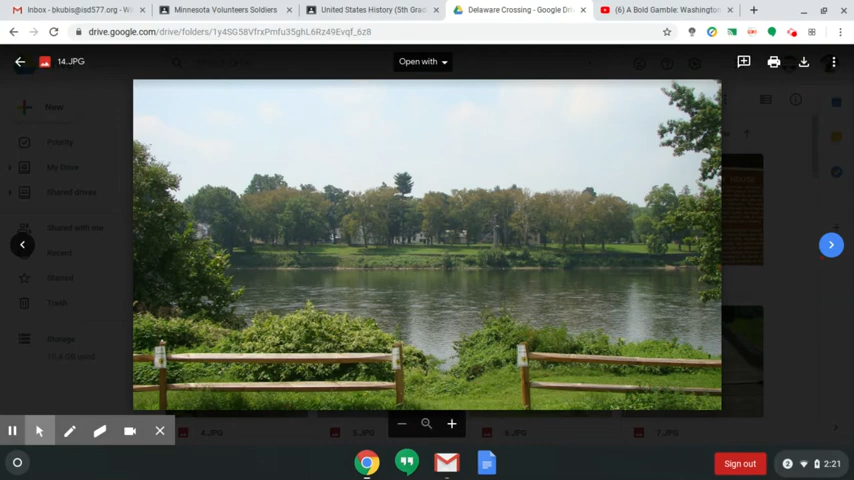 Inbox - bkubis@isd577.org - W
Minnesota Volunteers Soldiers
United States History (5th Grad
Delaware Crossing - Google Dri
(6) A Bold Gamble: Washington
drive.google.com/drive/folders/1y4SG58VfrxPmfu35ghL6Rz49Evqf_6z8
14.JPG
Open with
New
Priority
My Drive
Shared drives
Shared with me
Recent
Starred
Trash
Storage
4.JPG
5.JPG
6.JPG
7.JPG
Sign out
2
2:21